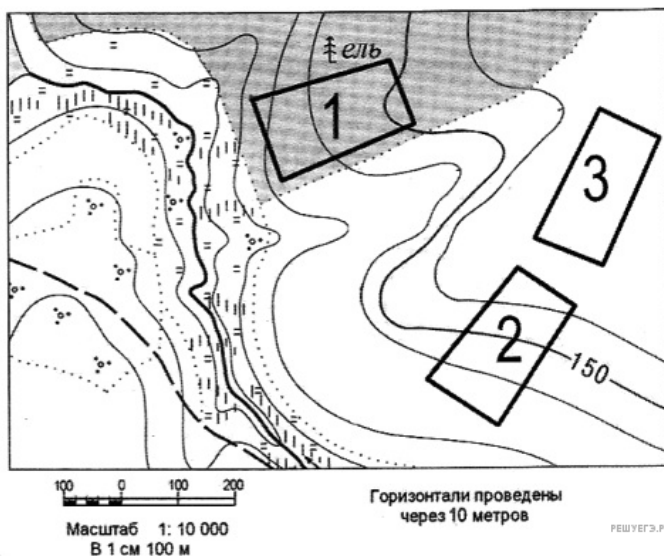 ель
1
3
2
150
100 0 100 200
Масштаб 1: 10 000
В 1 см 100 м
Горизонтали проведены
через 10 метров
РЕШУЕГЭ.Р